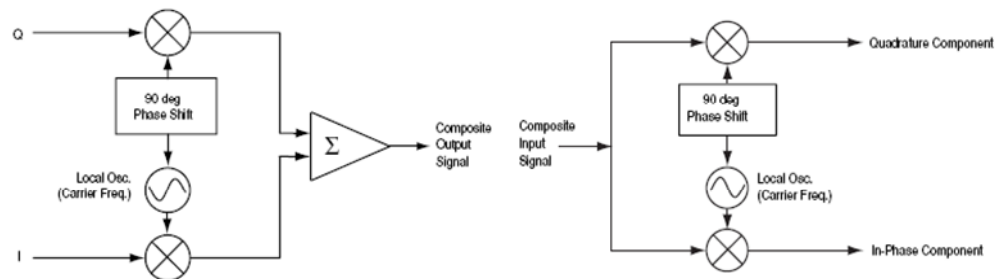 Q
90 deg
Phase Shift
Local Osc.
(Carrier Freq.)
I
Σ
Composite
Output
Signal
Composite
Input
Signal
Quadrature Component
90 deg
Phase Shift
Local Osc.
(Carrier Freq.)
In-Phase Component